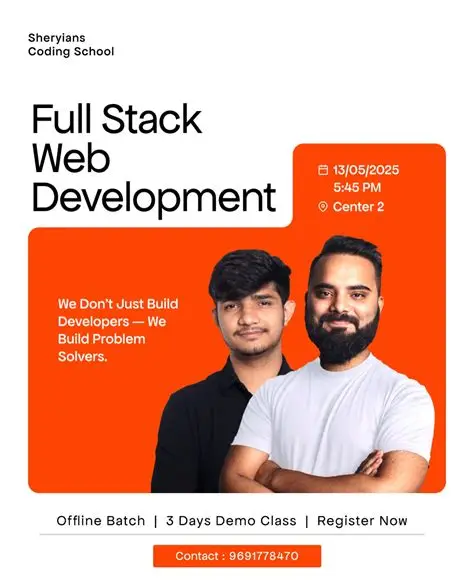 Sheryians
Coding School
Full Stack
Web
Development
13/05/2025
5:45 PM
Center 2
We Don't Just Build
Developers — We
Build Problem
Solvers.
Offline Batch | 3 Days Demo Class | Register Now
Contact : 9691778470